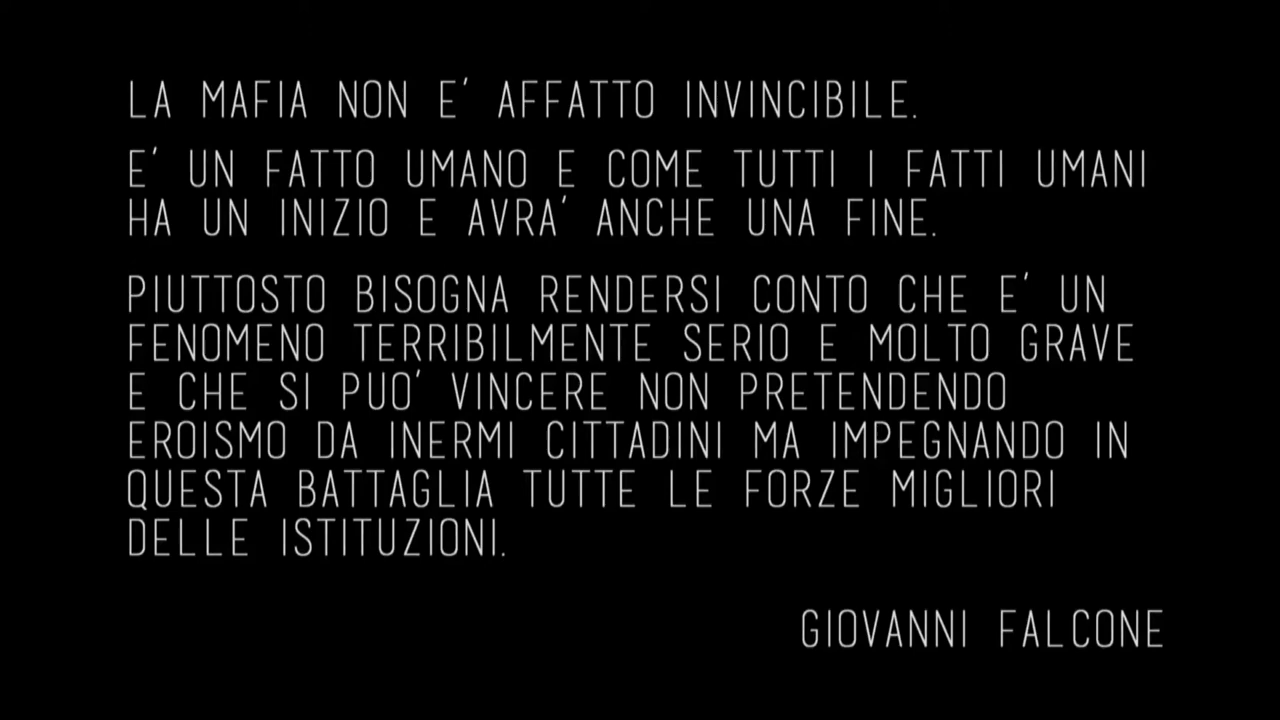 LA MAFIA NON E' AFFATTO INVINCIBILE.
E' UN FATTO UMANO E COME TUTTI I FATTI UMANI
HA UN INIZIO E AVRA' ANCHE UNA FINE.
PIUTTOSTO BISOGNA RENDERSI CONTO CHE E' UN
FENOMENO TERRIBILMENTE SERIO E MOLTO GRAVE
E CHE SI PUO' VINCERE NON PRETENDENDO
EROISMO DA INERMI CITTADINI MA IMPEGNANDO IN
QUESTA BATTAGLIA TUTTE LE FORZE MIGLIORI
DELLE ISTITUZIONI.
GIOVANNI FALCONE